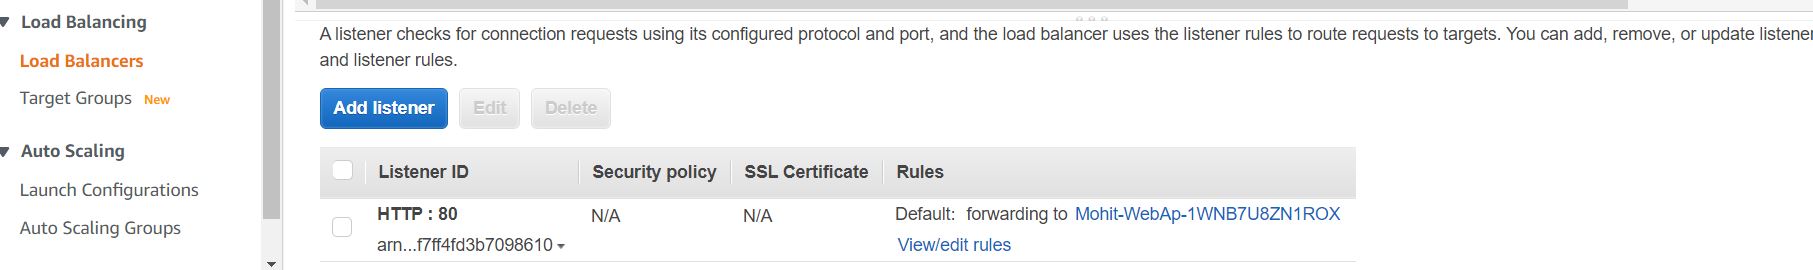 Load Balancing
Load Balancers
Target Groups New
Auto Scaling
Launch Configurations
Auto Scaling Groups
A listener checks for connection requests using its configured protocol and port, and the load balancer uses the listener rules to route requests to targets. You can add, remove, or update listener
and listener rules.
Add listener Edit Delete
Listener ID Security policy SSL Certificate Rules
HTTP : 80 N/A N/A Default: forwarding to Mohit-WebAp-1WNB7U8ZN1ROX
arn...f7ff4fd3b7098610 View/edit rules